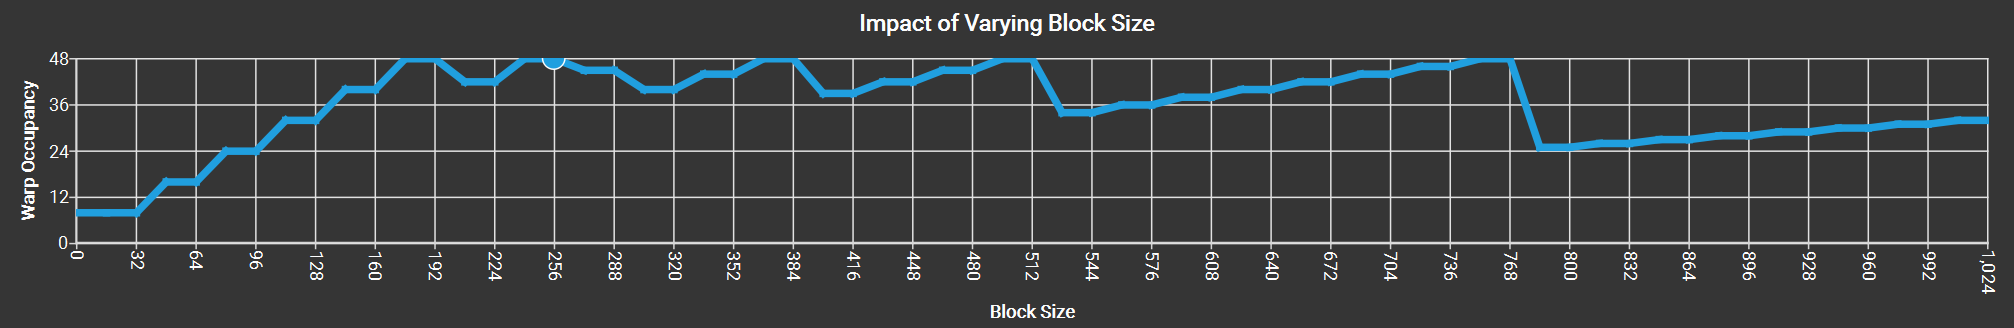 Impact of Varying Block Size
Warp Occupancy
48
36
24
12
0
0 32 64 96 128 160 192 224 256 288 320 352 384 416 448 480 512 544 576 608 640 672 704 736 768 800 832 864 896 928 960 992 1,024
Block Size